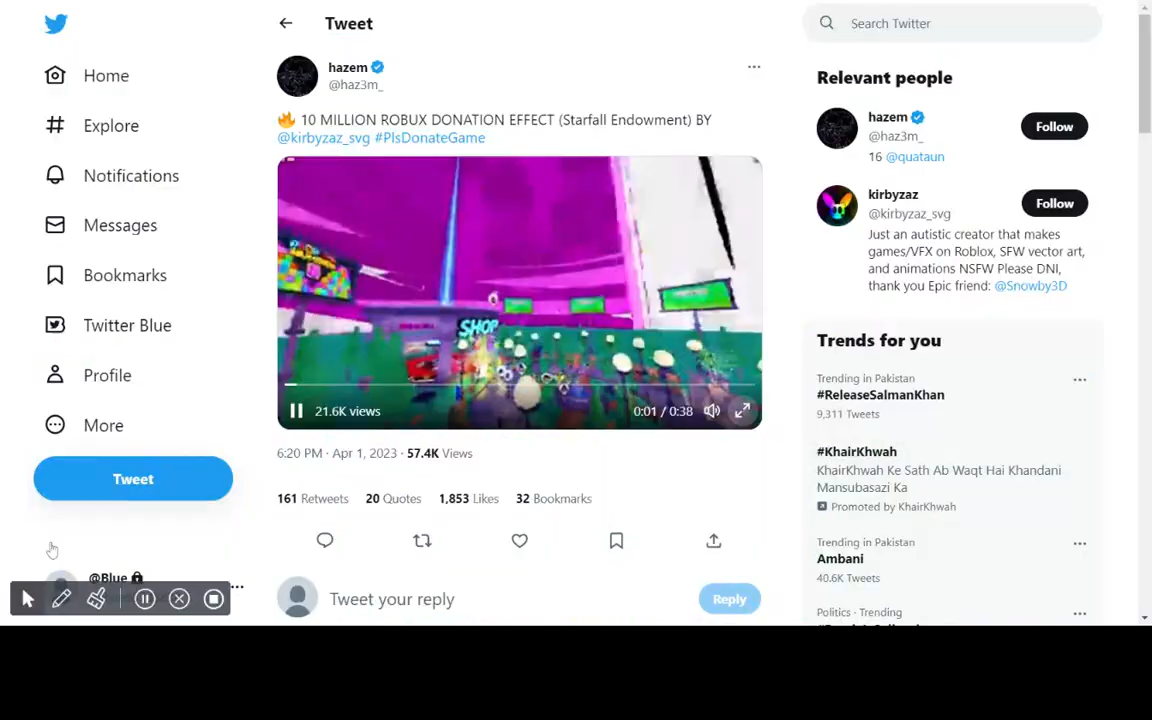 Home
Explore
Notifications
Messages
Bookmarks
Twitter Blue
Profile
More
Tweet
@Blue
Tweet
hazem
@haz3m_
🔥 10 MILLION ROBUX DONATION EFFECT (Starfall Endowment) BY
@kirbyzaz_svg #PlsDonateGame
SHOP
21.6K views
0:01 / 0:38
6:20 PM · Apr 1, 2023 · 57.4K Views
161 Retweets 20 Quotes 1,853 Likes 32 Bookmarks
Tweet your reply
Reply
Search Twitter
Relevant people
hazem
@haz3m_
Follow
16 @quataun
kirbyzaz
@kirbyzaz_svg
Follow
Just an autistic creator that makes
games/VFX on Roblox, SFW vector art,
and animations NSFW Please DNI,
thank you Epic friend: @Snowby3D
Trends for you
Trending in Pakistan
#ReleaseSalmanKhan
9,311 Tweets
#KhairKhwah
KhairKhwah Ke Sath Ab Waqt Hai Khandani
Mansubasazi Ka
Promoted by KhairKhwah
Trending in Pakistan
Ambani
40.6K Tweets
Politics · Trending